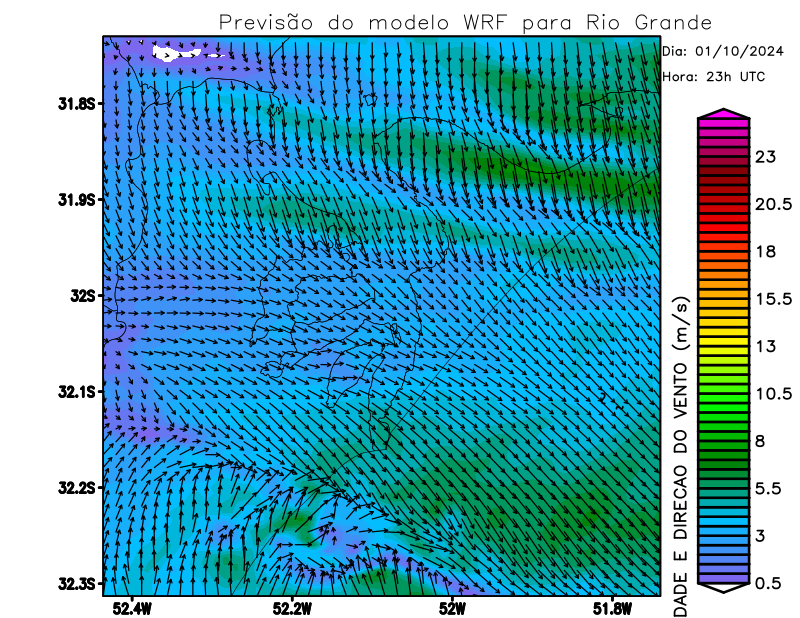 Previsão do modelo WRF para Rio Grande
Dia: 01/10/2024
Hora: 23h UTC
31.8S
31.9S
32S
32.1S
32.2S
32.3S
52.4W
52.2W
52W
51.8W
23
20.5
18
15.5
13
10.5
8
5.5
3
0.5
DADE E DIRECAO DO VENTO (m/s)